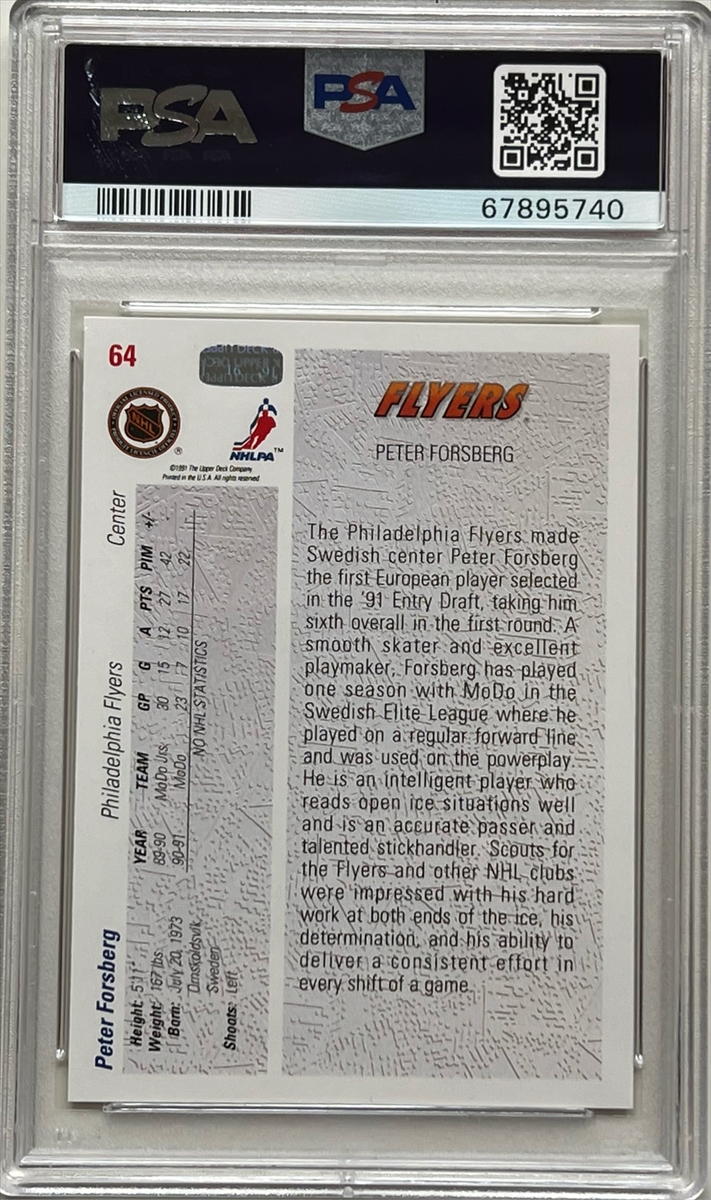 PSA
PSA
67895740
64
NHL
®
NHLPA™
©1991 The Upper Deck Company
Printed in the U.S.A. All rights reserved
FLYERS
PETER FORSBERG
The Philadelphia Flyers made
Swedish center Peter Forsberg
the first European player selected
in the '91 Entry Draft, taking him
sixth overall in the first round. A
smooth skater and excellent
playmaker, Forsberg has played
one season with MoDo in the
Swedish Elite League where he
played on a regular forward line
and was used on the powerplay.
He is an intelligent player who
reads open ice situations well
and is an accurate passer and
talented stickhandler. Scouts for
the Flyers and other NHL clubs
were impressed with his hard
work at both ends of the ice, his
determination, and his ability to
deliver a consistent effort in
every shift of a game.
Peter Forsberg Philadelphia Flyers Center
Height: 5'11"
Weight: 167 lbs.
Born: July 20, 1973
Ornskoldsvik,
Sweden
Shoots: Left
YEAR TEAM GP G A PTS PIM +/-
89-90 MoDo Jrs. 30 15 12 27 42 -
90-91 MoDo 23 7 10 17 22
NO NHL STATISTICS